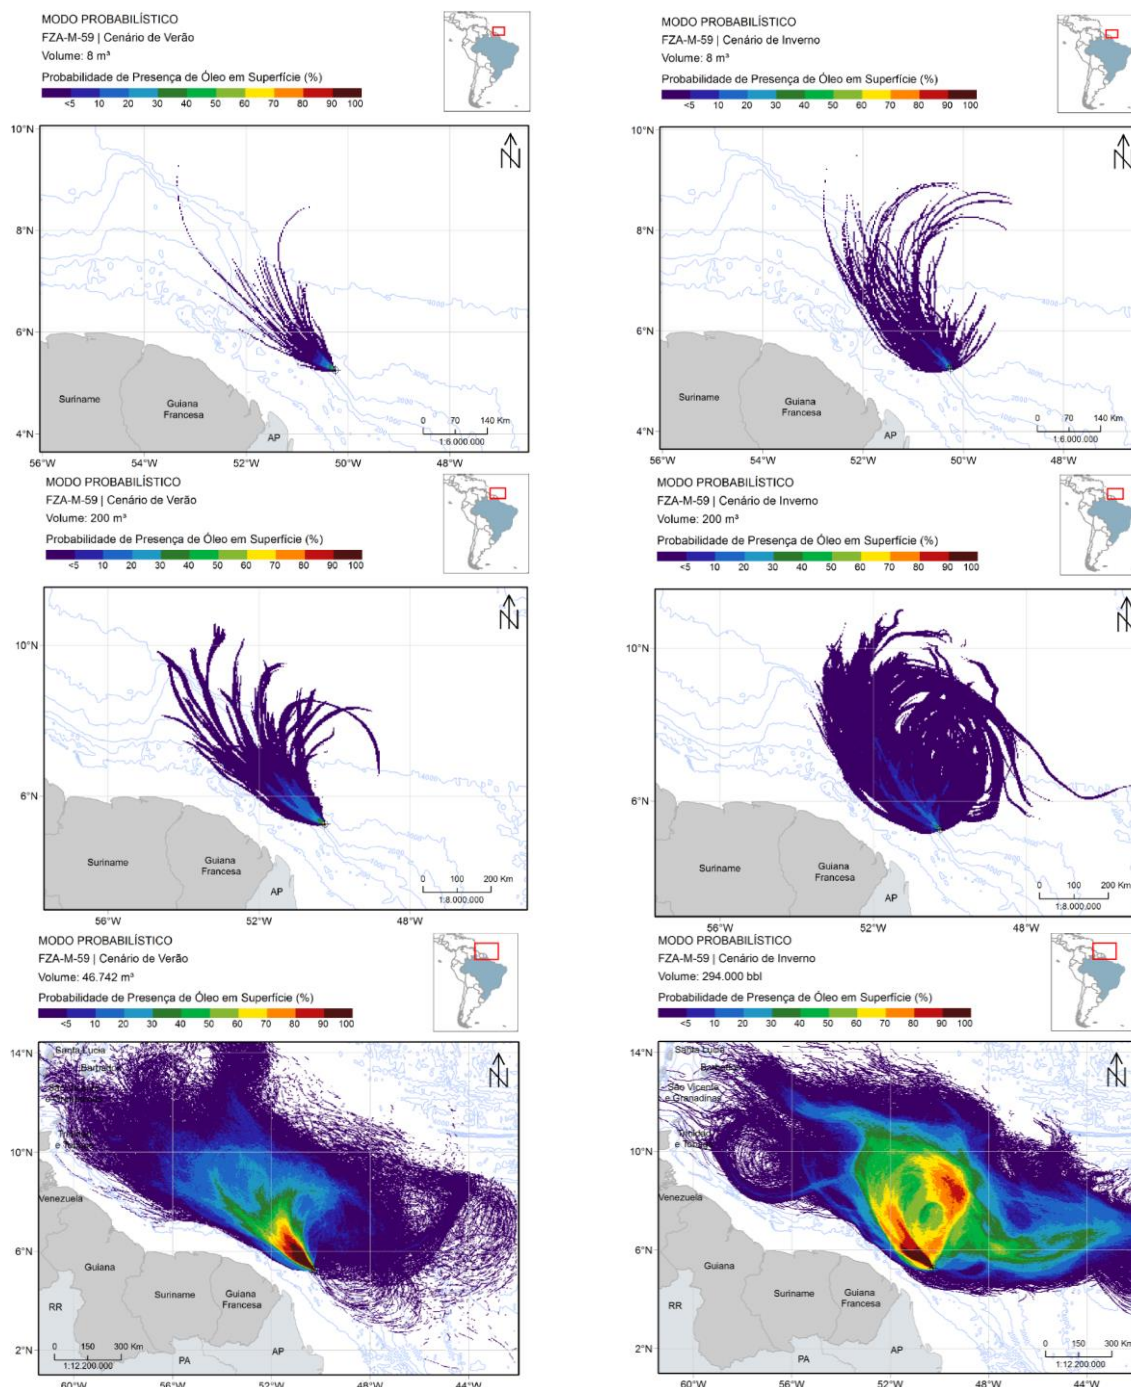 MODO PROBABILÍSTICO
FZA-M-59 | Cenário de Verão
Volume: 8 m³
Probabilidade de Presença de Óleo em Superfície (%)
<5 10 20 30 40 50 60 70 80 90 100
10°N
8°N
6°N
4°N
Suriname
Guiana
Francesa
AP
0 70 140 Km
1:6.000.000
56°W 54°W 52°W 50°W 48°W
MODO PROBABILÍSTICO
FZA-M-59 | Cenário de Inverno
Volume: 8 m³
Probabilidade de Presença de Óleo em Superfície (%)
<5 10 20 30 40 50 60 70 80 90 100
10°N
8°N
6°N
4°N
Suriname
Guiana
Francesa
AP
0 70 140 Km
1:6.000.000
56°W 54°W 52°W 50°W 48°W
MODO PROBABILÍSTICO
FZA-M-59 | Cenário de Verão
Volume: 200 m³
Probabilidade de Presença de Óleo em Superfície (%)
<5 10 20 30 40 50 60 70 80 90 100
10°N
6°N
Suriname
Guiana
Francesa
AP
0 100 200 Km
1:8.000.000
56°W 52°W 48°W
MODO PROBABILÍSTICO
FZA-M-59 | Cenário de Inverno
Volume: 200 m³
Probabilidade de Presença de Óleo em Superfície (%)
<5 10 20 30 40 50 60 70 80 90 100
10°N
6°N
Suriname
Guiana
Francesa
AP
0 100 200 Km
1:8.000.000
56°W 52°W 48°W
MODO PROBABILÍSTICO
FZA-M-59 | Cenário de Verão
Volume: 46.742 m³
Probabilidade de Presença de Óleo em Superfície (%)
<5 10 20 30 40 50 60 70 80 90 100
14°N
Santa Lucia
Barbados
10°N
Venezuela
6°N
Guiana
Suriname
Guiana
Francesa
RR
0 150 300 Km
1:12.200.000
PA
AP
2°N
60°W 56°W 52°W 48°W 44°W
MODO PROBABILÍSTICO
FZA-M-59 | Cenário de Inverno
Volume: 294.000 bbl
Probabilidade de Presença de Óleo em Superfície (%)
<5 10 20 30 40 50 60 70 80 90 100
14°N
Santa Lucia
São Vicente
e Granadinas
10°N
Venezuela
6°N
Guiana
Suriname
Guiana
Francesa
RR
PA
AP
0 150 300 Km
1:12.200.000
2°N
60°W 56°W 52°W 48°W 44°W